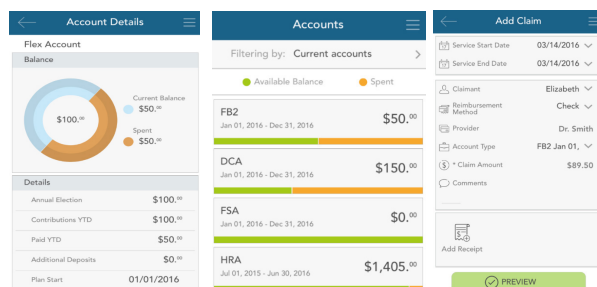 Account Details
Flex Account
Balance
$100.00
Current Balance
$50.00
Spent
$50.00
Details
Annual Election $100.00
Contributions YTD $100.00
Paid YTD $50.00
Additional Deposits $0.00
Plan Start 01/01/2016
Accounts
Filtering by: Current accounts
Available Balance Spent
FB2
Jan 01, 2016 - Dec 31, 2016
$50.00
DCA
Jan 01, 2016 - Dec 31, 2016
$150.00
FSA
Jan 01, 2016 - Dec 31, 2016
$0.00
HRA
Jul 01, 2015 - Jun 30, 2016
$1,405.00
Add Claim
Service Start Date 03/14/2016
Service End Date 03/14/2016
Claimant Elizabeth
Reimbursement
Method
Check
Provider Dr. Smith
Account Type FB2 Jan 01,
* Claim Amount $89.50
Comments
Add Receipt
PREVIEW